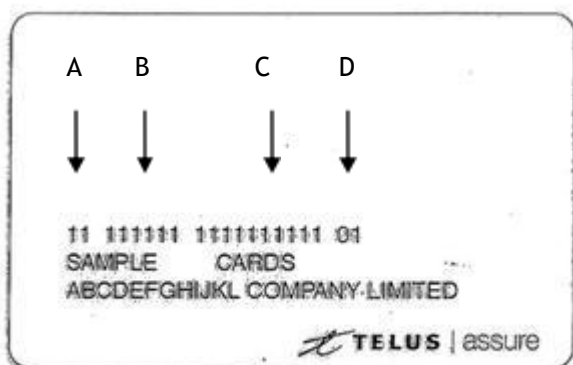 A B C D
11 111111 1111111111 01
SAMPLE CARDS
ABCDEFGHIJKL COMPANY LIMITED
TELUS | assure